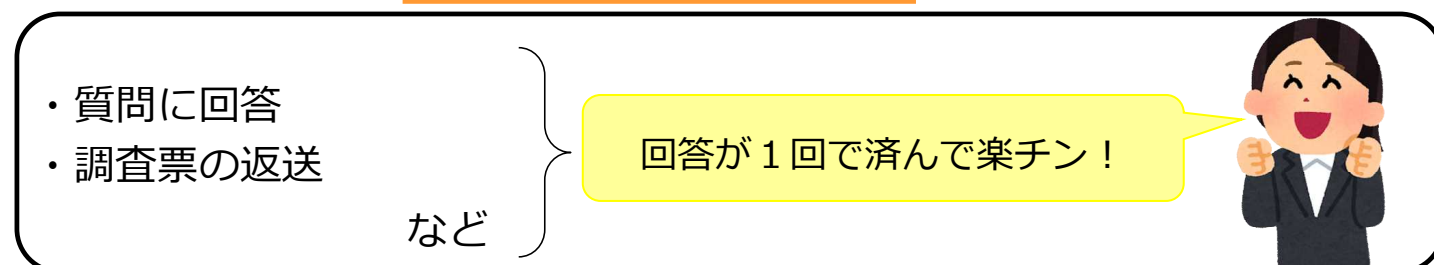 ・質問に回答
・調査票の返送
など
回答が１回で済んで楽チン！